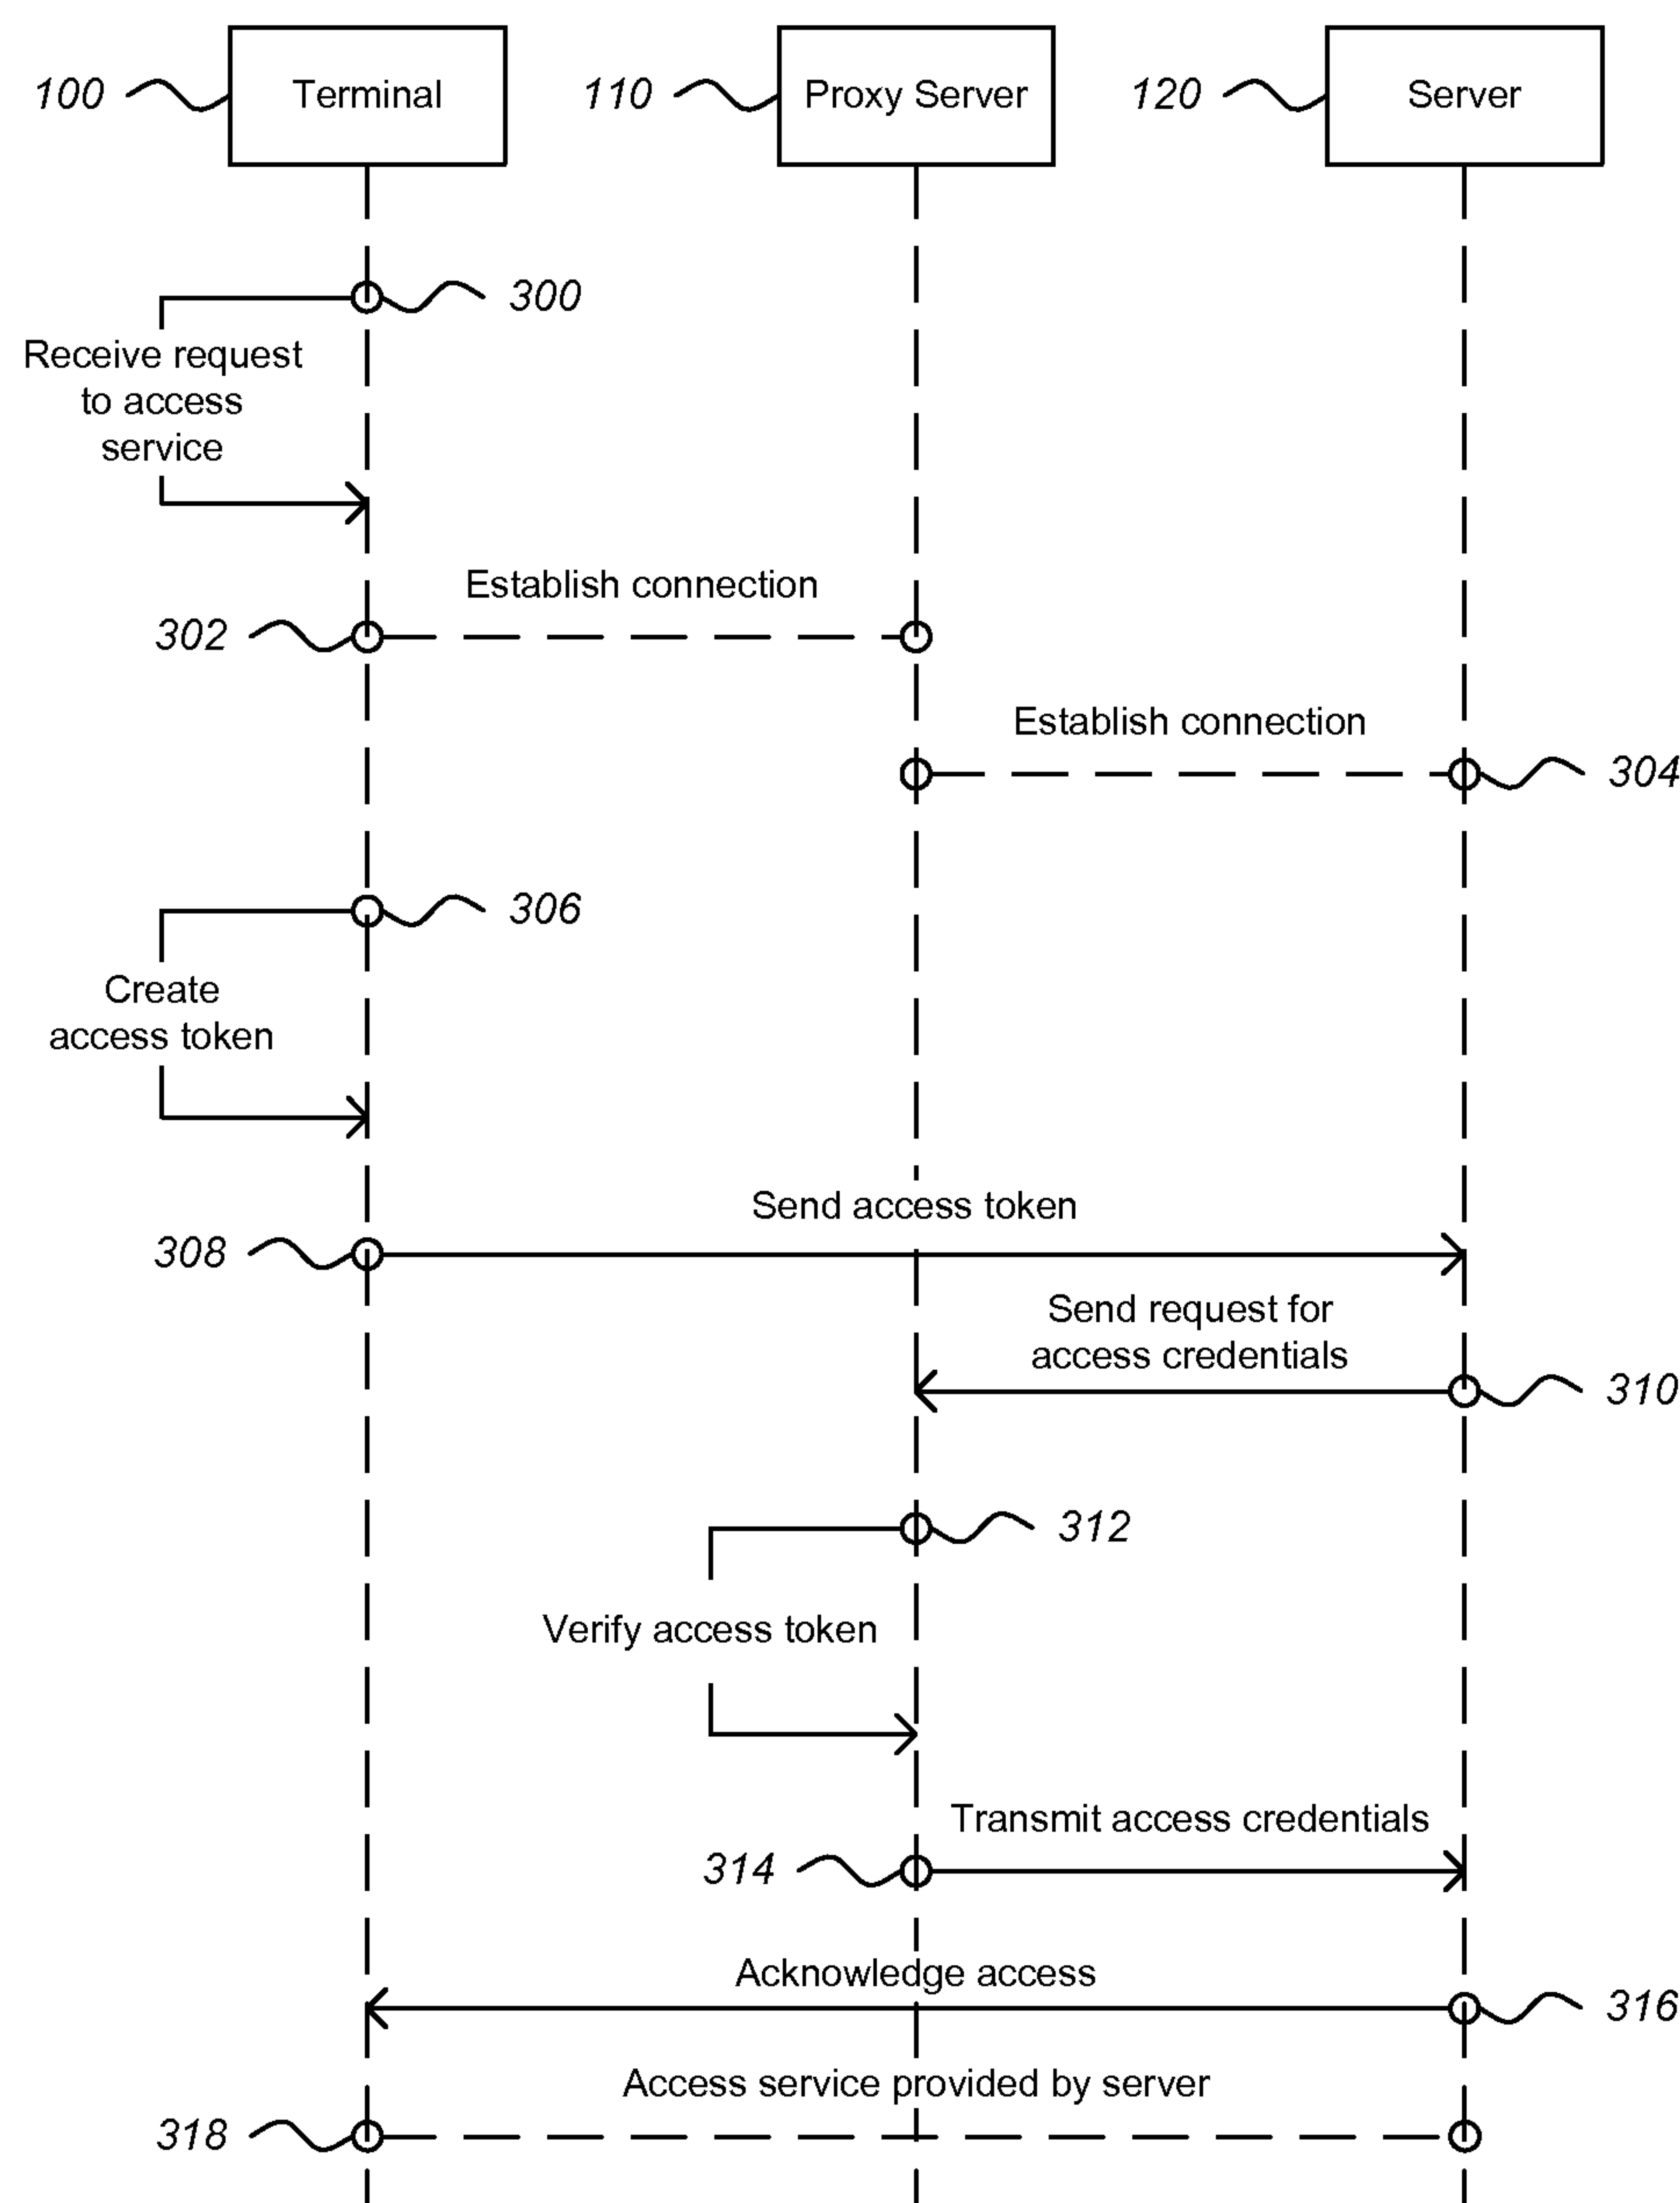 100
Terminal
110
Proxy Server
120
Server
300
Receive request
to access
service
Establish connection
302
Establish connection
304
306
Create
access token
Send access token
308
Send request for
access credentials
310
312
Verify access token
Transmit access credentials
314
Acknowledge access
316
Access service provided by server
318